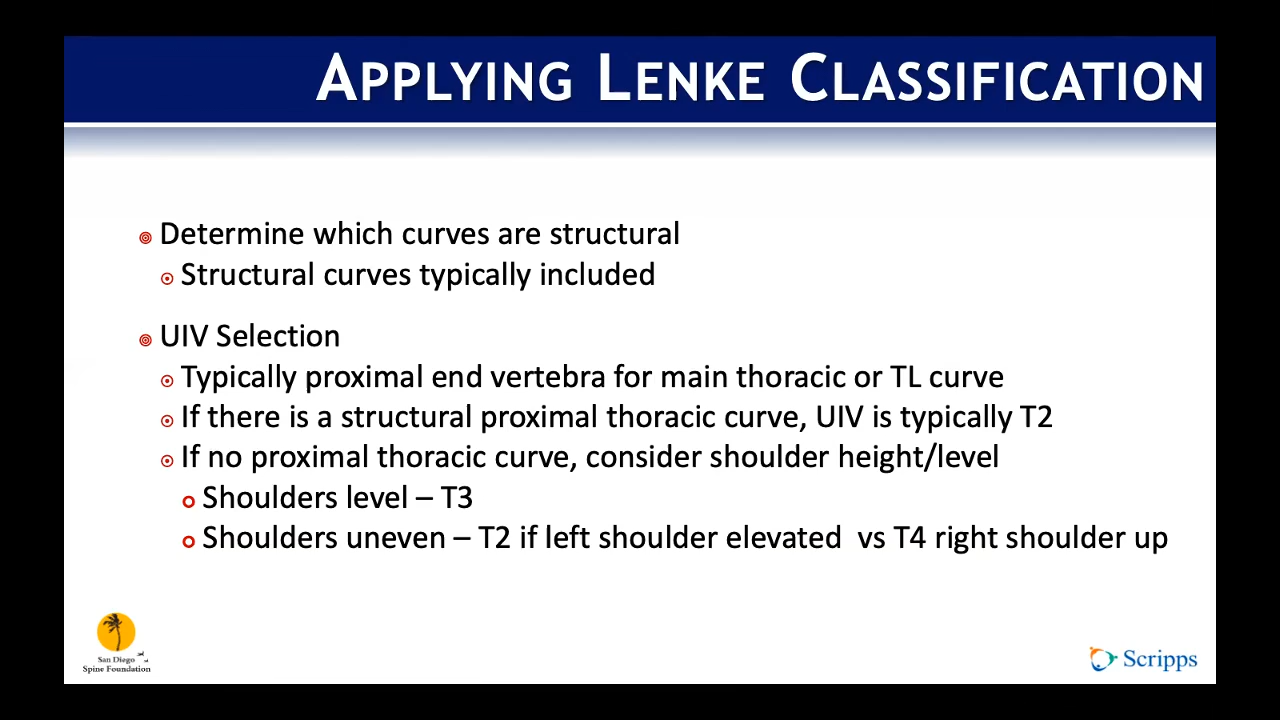 APPLYING LENKE CLASSIFICATION
Determine which curves are structural
Structural curves typically included
UIV Selection
Typically proximal end vertebra for main thoracic or TL curve
If there is a structural proximal thoracic curve, UIV is typically T2
If no proximal thoracic curve, consider shoulder height/level
Shoulders level – T3
Shoulders uneven – T2 if left shoulder elevated  vs T4 right shoulder up
San Diego
Spine Foundation
Scripps